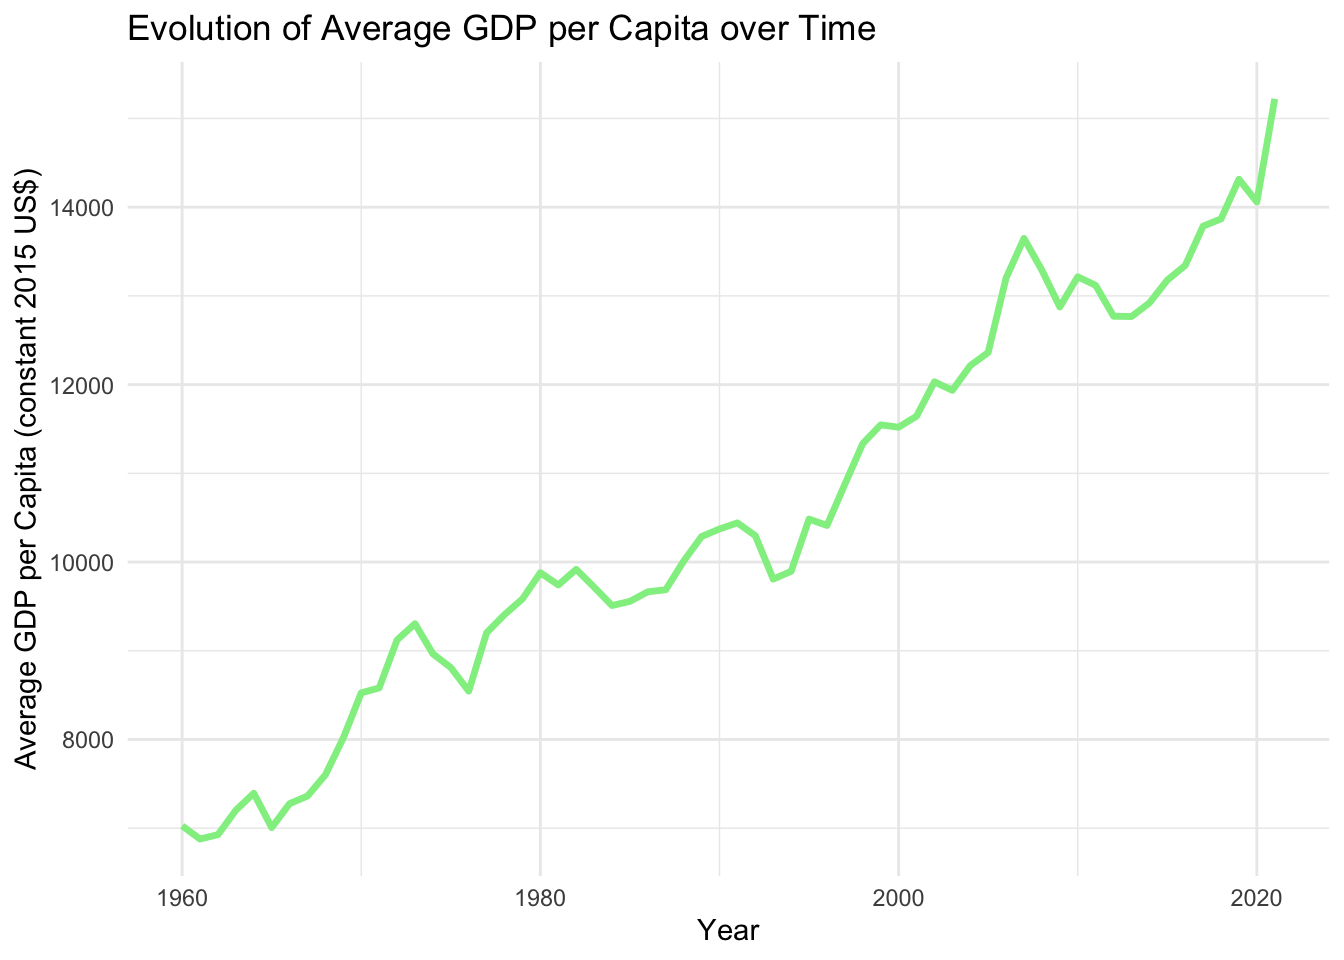 Evolution of Average GDP per Capita over Time
Average GDP per Capita (constant 2015 US$)
14000
12000
10000
8000
1960
1980
2000
2020
Year